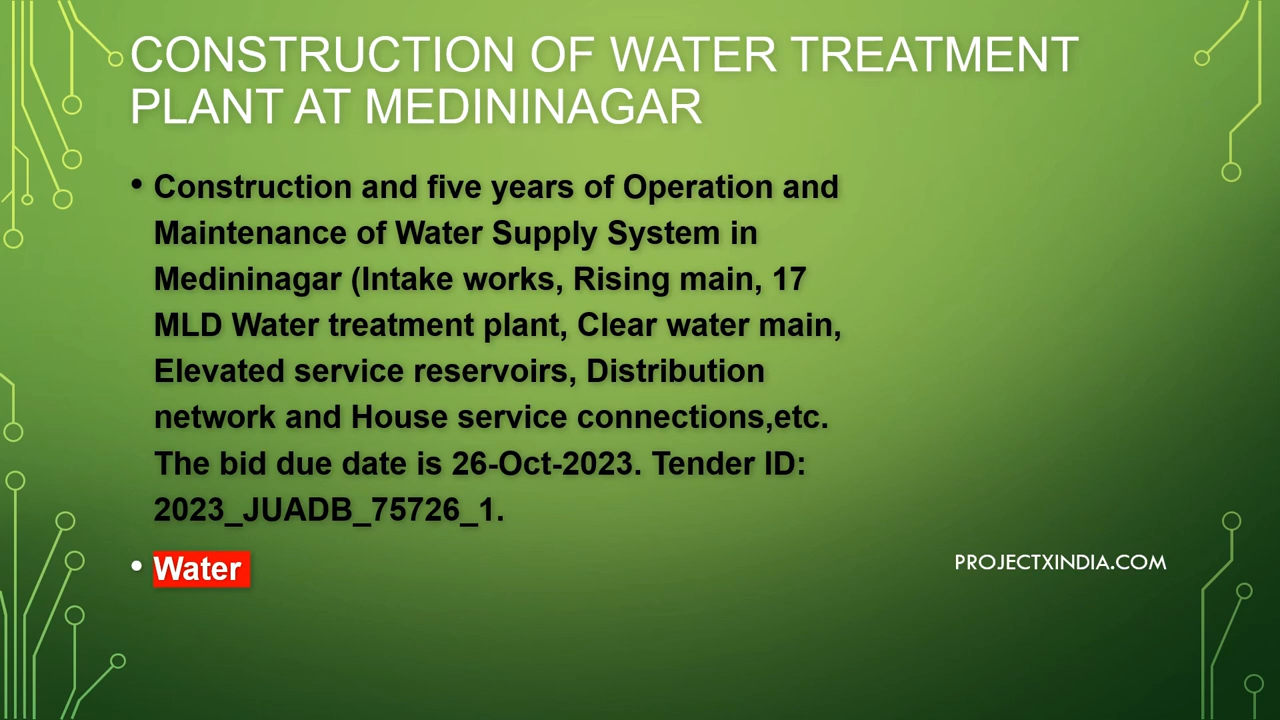 CONSTRUCTION OF WATER TREATMENT
PLANT AT MEDININAGAR
• Construction and five years of Operation and
Maintenance of Water Supply System in
Medininagar (Intake works, Rising main, 17
MLD Water treatment plant, Clear water main,
Elevated service reservoirs, Distribution
network and House service connections,etc.
The bid due date is 26-Oct-2023. Tender ID:
2023_JUADB_75726_1.
• Water
PROJECTXINDIA.COM